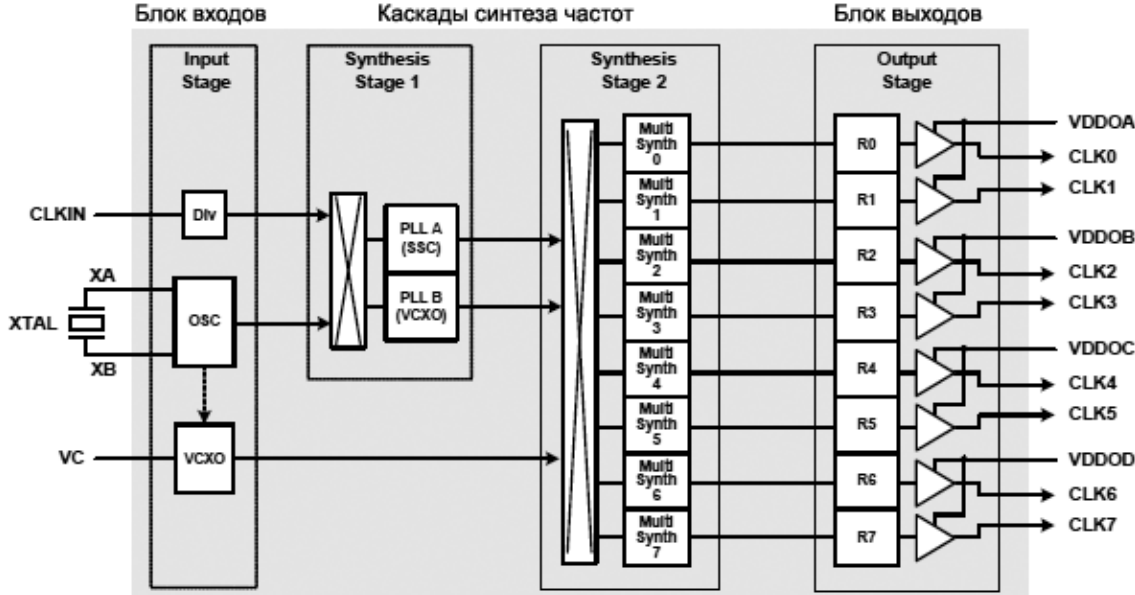 Блок входов
Каскады синтеза частот
Блок выходов
Input
Stage
Synthesis
Stage 1
Synthesis
Stage 2
Output
Stage
CLKIN
Div
XA
XTAL
XB
OSC
VC
VCXO
PLL A
(SSC)
PLL B
(VCXO)
Multi
Synth
0
Multi
Synth
1
Multi
Synth
2
Multi
Synth
3
Multi
Synth
4
Multi
Synth
5
Multi
Synth
6
Multi
Synth
7
R0
R1
R2
R3
R4
R5
R6
R7
VDDOA
CLK0
CLK1
VDDOB
CLK2
CLK3
VDDOC
CLK4
CLK5
VDDOD
CLK6
CLK7